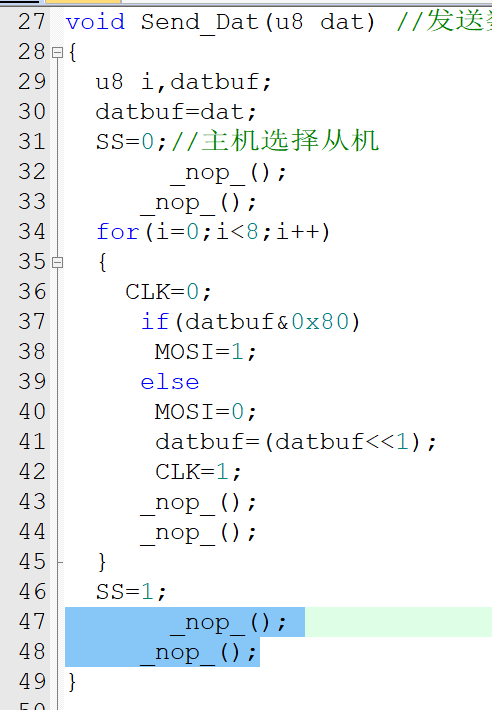 27 void Send_Dat(u8 dat) //发送
28 {
29 u8 i,datbuf;
30 datbuf=dat;
31 SS=0;//主机选择从机
32 _nop_();
33 _nop_();
34 for(i=0;i<8;i++)
35 {
36 CLK=0;
37 if(datbuf&0x80)
38 MOSI=1;
39 else
40 MOSI=0;
41 datbuf=(datbuf<<1);
42 CLK=1;
43 _nop_();
44 _nop_();
45 }
46 SS=1;
47 _nop_();
48 _nop_();
49 }